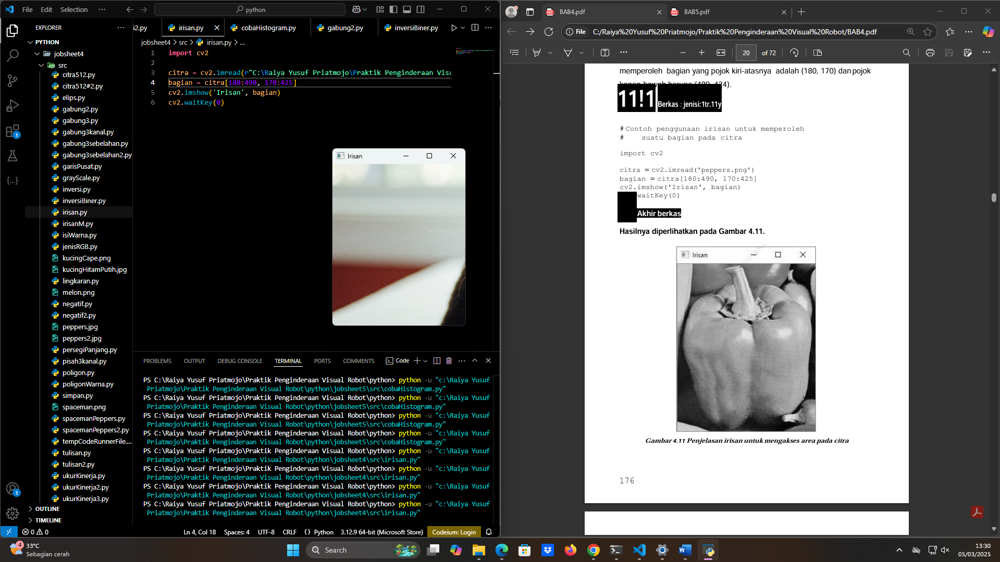 File Edit Selection ··· python
EXPLORER ···
PYTHON
jobsheet4
src
citra512.py
citra512#2.py
elips.py
gabung2.py
gabung3.py
gabung3kanal.py
gabung3sebelahan.py
gabung3sebelahan2.py
garisPusat.py
grayScale.py
inversi.py
inversiBiner.py
irisan.py
irisanM.py
isiWarna.py
jenisRGB.py
kucingCape.png
kucingHitamPutih.jpg
lingkaran.py
melon.png
negatif.py
negatif2.py
peppers.jpg
peppers2.jpg
persegiPanjang.py
pisah3kanal.py
poligon.py
poligonWarna.py
simpan.py
spaceman.png
spacemanPeppers.py
spacemanPeppers2.py
tempCodeRunnerFile....
tulisan.py
tulisan2.py
ukurKinerja.py
ukurKinerja2.py
ukurKinerja3.py
OUTLINE
TIMELINE
1
1
i2.py irisan.py cobaHistogram.py gabung2.py inversiBiner.py
jobsheet4 > src > irisan.py > ...
1 import cv2
2
3 citra = cv2.imread(r"C:\Raiya Yusuf Priatmojo\Praktik Penginderaan Visu
4 bagian = citra[180:490, 170:425]
5 cv2.imshow('Irisan', bagian)
6 cv2.waitKey(0)
Irisan
PROBLEMS OUTPUT DEBUG CONSOLE TERMINAL PORTS COMMENTS Code
PS C:\Raiya Yusuf Priatmojo\Praktik Penginderaan Visual Robot\python> python -u "c:\Raiya Yusuf
Priatmojo\Praktik Penginderaan Visual Robot\python\jobsheet5\src\cobaHistogram.py"
PS C:\Raiya Yusuf Priatmojo\Praktik Penginderaan Visual Robot\python> python -u "c:\Raiya Yusuf
Priatmojo\Praktik Penginderaan Visual Robot\python\jobsheet5\src\cobaHistogram.py"
PS C:\Raiya Yusuf Priatmojo\Praktik Penginderaan Visual Robot\python> python -u "c:\Raiya Yusuf
Priatmojo\Praktik Penginderaan Visual Robot\python\jobsheet5\src\cobaHistogram.py"
PS C:\Raiya Yusuf Priatmojo\Praktik Penginderaan Visual Robot\python> python -u "c:\Raiya Yusuf
Priatmojo\Praktik Penginderaan Visual Robot\python\jobsheet5\src\cobaHistogram.py"
PS C:\Raiya Yusuf Priatmojo\Praktik Penginderaan Visual Robot\python> python -u "c:\Raiya Yusuf
Priatmojo\Praktik Penginderaan Visual Robot\python\jobsheet4\src\irisan.py"
PS C:\Raiya Yusuf Priatmojo\Praktik Penginderaan Visual Robot\python> python -u "c:\Raiya Yusuf
Priatmojo\Praktik Penginderaan Visual Robot\python\jobsheet4\src\irisan.py"
PS C:\Raiya Yusuf Priatmojo\Praktik Penginderaan Visual Robot\python> python -u "c:\Raiya Yusuf
Priatmojo\Praktik Penginderaan Visual Robot\python\jobsheet4\src\irisan.py"
PS C:\Raiya Yusuf Priatmojo\Praktik Penginderaan Visual Robot\python> python -u "c:\Raiya Yusuf
Priatmojo\Praktik Penginderaan Visual Robot\python\jobsheet4\src\irisan.py"
0 0 Ln 4, Col 18 Spaces: 4 UTF-8 CRLF {} Python 3.12.9 64-bit (Microsoft Store) Codeium: Login
BAB4.pdf BAB5.pdf
File C:/Raiya%20Yusuf%20Priatmojo/Praktik%20Penginderaan%20Visual%20Robot/BAB4.pdf
20 of 72
memperoleh bagian yang pojok kiri-atasnya adalah (180, 170) dan pojok
11!1 Berkas : jenisi:1tr.11y
# Contoh penggunaan irisan untuk memperoleh
# suatu bagian pada citra
import cv2
citra = cv2.imread('peppers.png')
bagian = citra[180:490, 170:425]
cv2.imshow('Irisan', bagian)
waitKey(0)
Akhir berkas
Hasilnya diperlihatkan pada Gambar 4.11.
Irisan
Gambar 4.11 Penjelasan irisan untuk mengakses area pada citra
176
4 33°C
Sebagian cerah
Search
13:30
05/03/2025